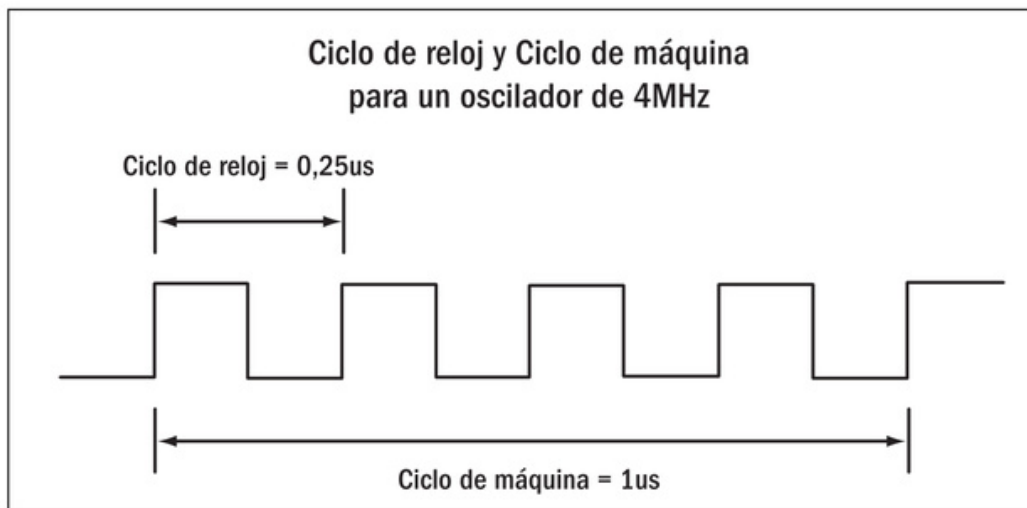 Ciclo de reloj y Ciclo de máquina
para un oscilador de 4MHz
Ciclo de reloj = 0,25us
Ciclo de máquina = 1us